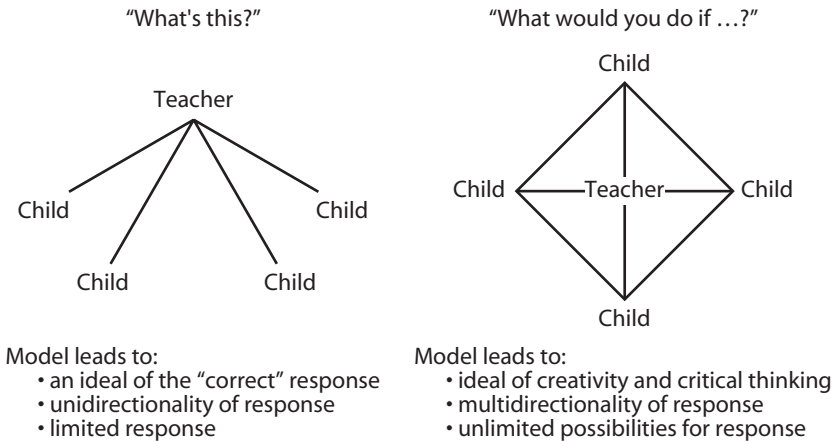 “What's this?”
Teacher
Child
Child
Child
Child
Model leads to:
• an ideal of the “correct” response
• unidirectionality of response
• limited response
“What would you do if …?”
Child
Child
Teacher
Child
Child
Model leads to:
• ideal of creativity and critical thinking
• multidirectionality of response
• unlimited possibilities for response